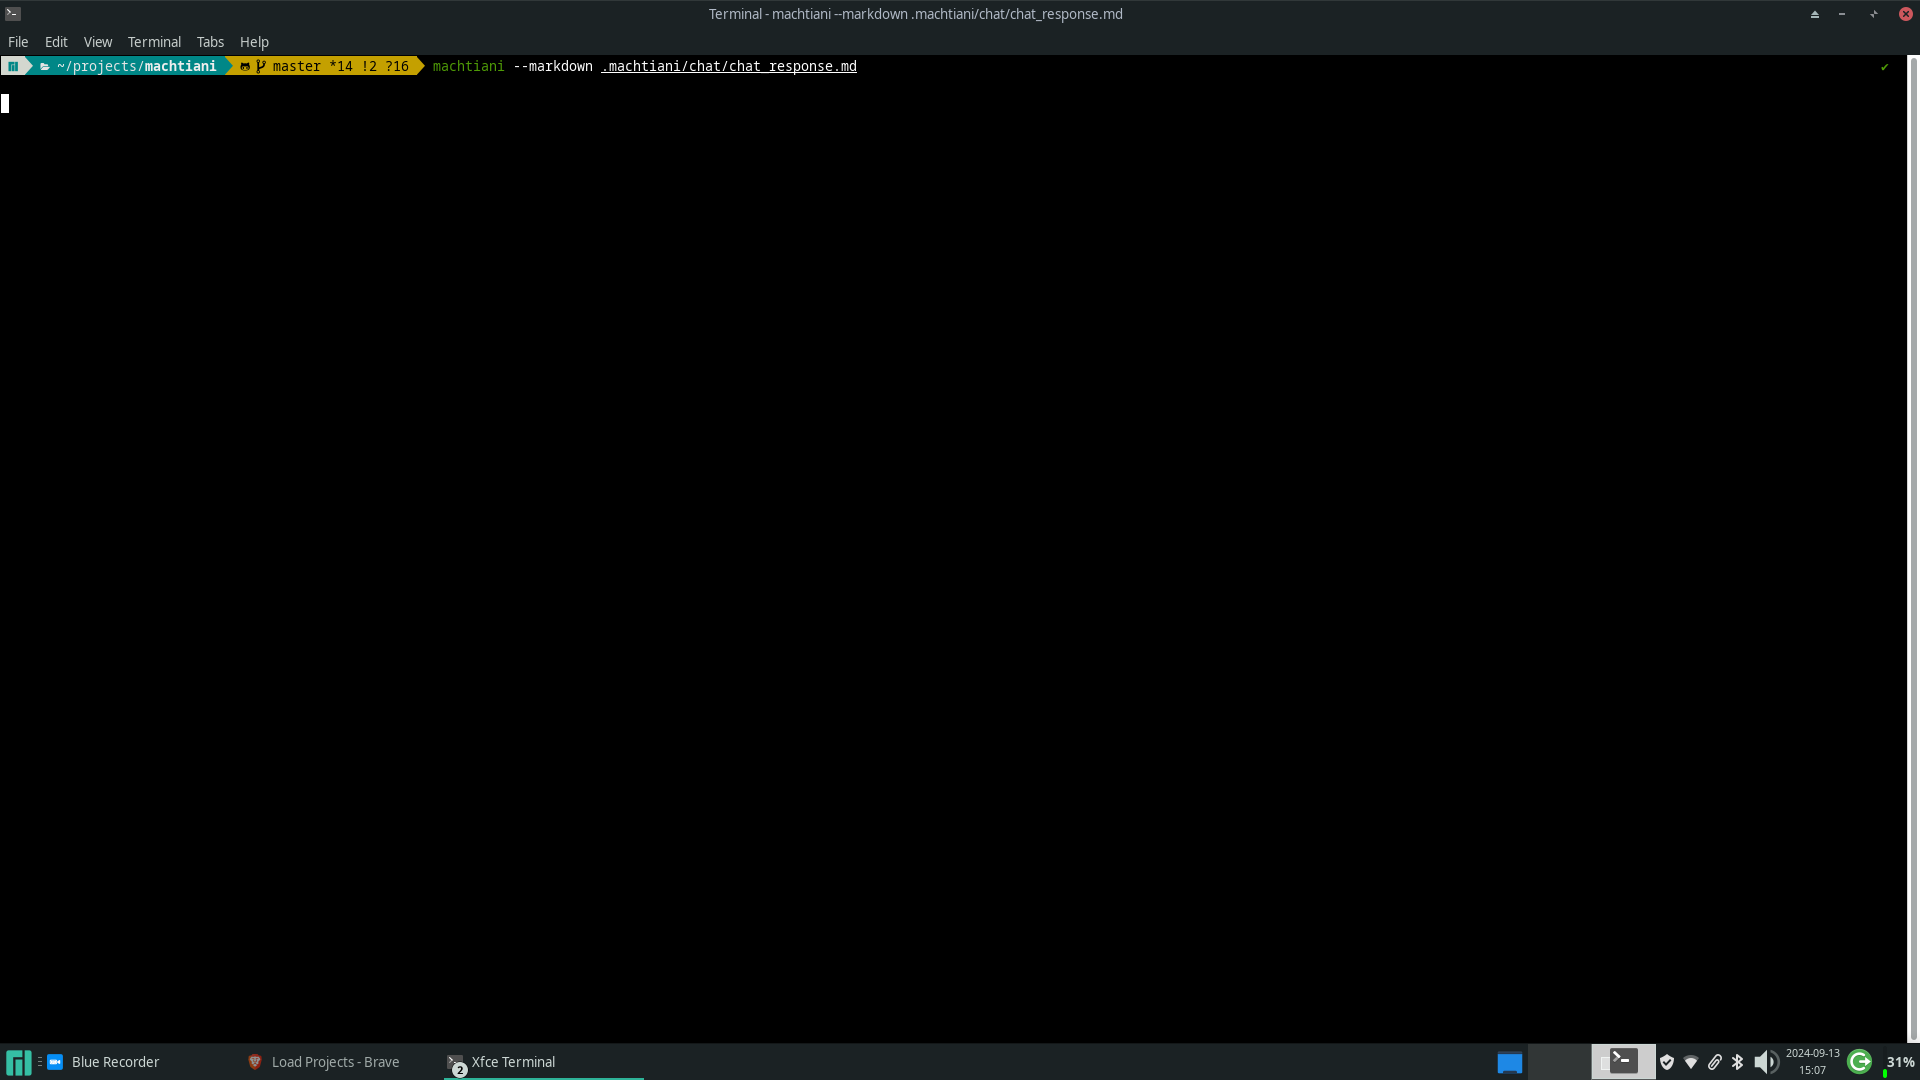 Terminal - machtiani --markdown .machtiani/chat/chat_response.md
File Edit View Terminal Tabs Help
~/projects/machtiani master *14 !2 ?16 machtiani --markdown .machtiani/chat/chat_response.md ✔
Blue Recorder Load Projects - Brave 2 Xfce Terminal 2024-09-13 31%
15:07